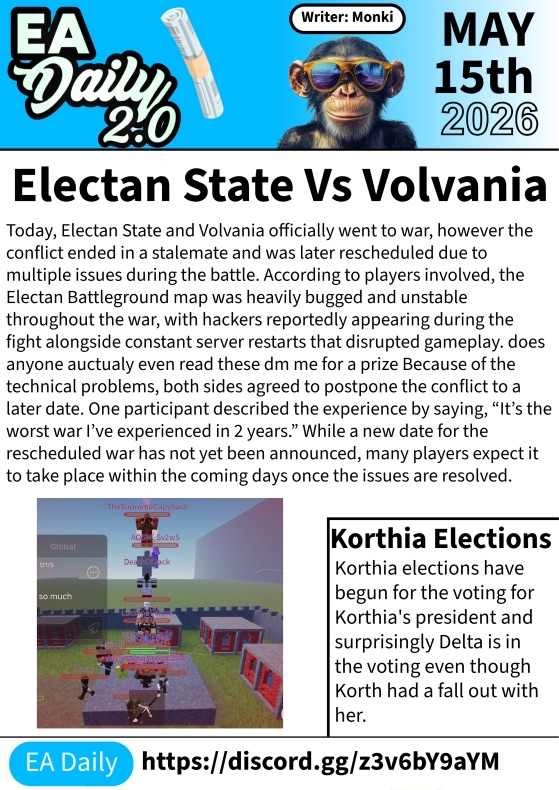 EA
Daily
2.0
Writer: Monki
MAY
15th
2026
Electan State Vs Volvania
Today, Electan State and Volvania officially went to war, however the
conflict ended in a stalemate and was later rescheduled due to
multiple issues during the battle. According to players involved, the
Electan Battleground map was heavily bugged and unstable
throughout the war, with hackers reportedly appearing during the
fight alongside constant server restarts that disrupted gameplay. does
anyone auctualy even read these dm me for a prize Because of the
technical problems, both sides agreed to postpone the conflict to a
later date. One participant described the experience by saying, “It’s the
worst war I’ve experienced in 2 years.” While a new date for the
rescheduled war has not yet been announced, many players expect it
to take place within the coming days once the issues are resolved.
TheSupremeCapybara
Global
this
so much
Korthia Elections
Korthia elections have
begun for the voting for
Korthia's president and
surprisingly Delta is in
the voting even though
Korth had a fall out with
her.
EA Daily
https://discord.gg/z3v6bY9aYM